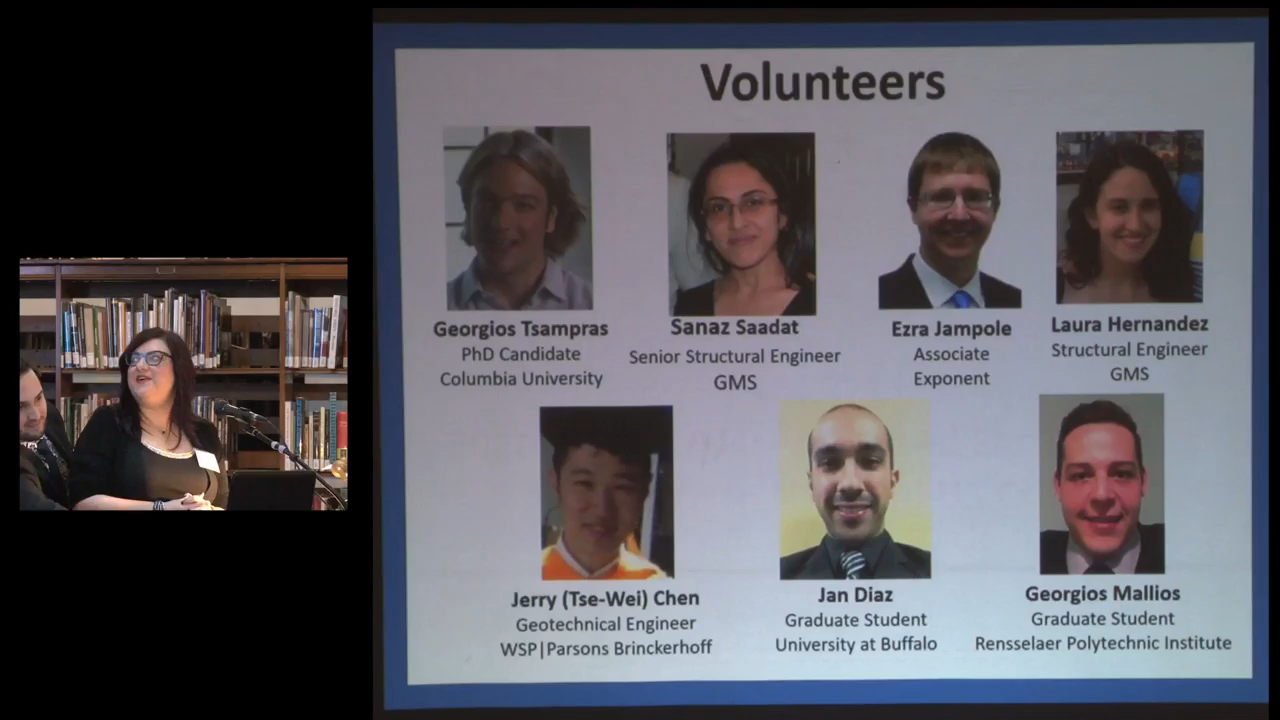 Volunteers
Georgios Tsampras
PhD Candidate
Columbia University
Sanaz Saadat
Senior Structural Engineer
GMS
Ezra Jampole
Associate
Exponent
Laura Hernandez
Structural Engineer
GMS
Jerry (Tse-Wei) Chen
Geotechnical Engineer
WSP|Parsons Brinckerhoff
Jan Diaz
Graduate Student
University at Buffalo
Georgios Mallios
Graduate Student
Rensselaer Polytechnic Institute